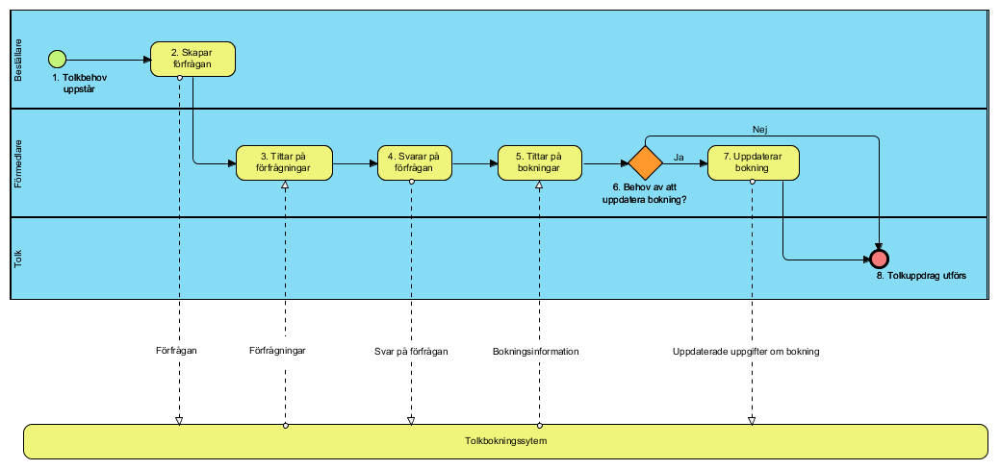 Beställare
1. Tolkbehov
uppstår
2. Skapar
förfrågan
Förmedlare
3. Tittar på
förfrågningar
4. Svarar på
förfrågan
5. Tittar på
bokningar
6. Behov av att
uppdatera bokning?
Nej
Ja
7. Uppdaterar
bokning
Tolk
8. Tolkuppdrag utförs
Förfrågan
Förfrågningar
Svar på förfrågan
Bokningsinformation
Uppdaterade uppgifter om bokning
Tolkbokningssytem